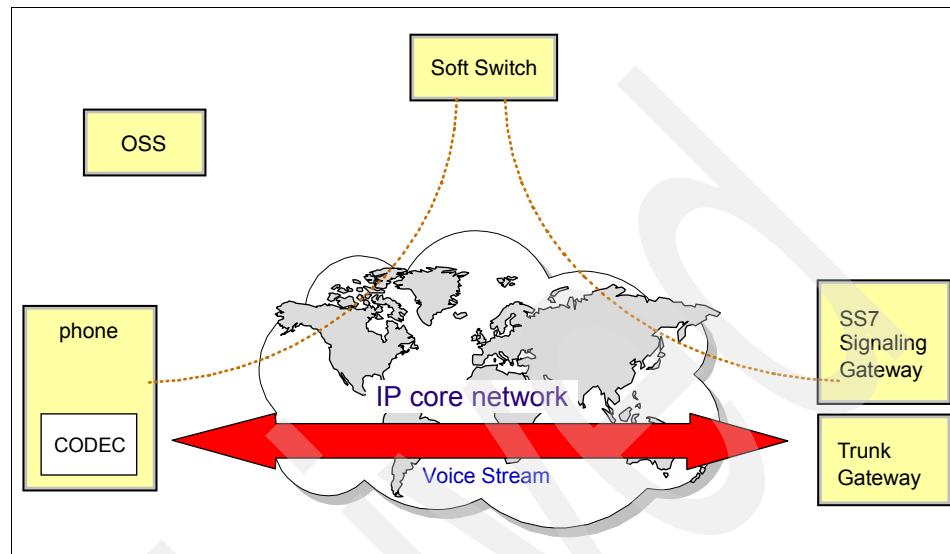 Soft Switch
OSS
phone
CODEC
SS7
Signaling
Gateway
IP core network
Voice Stream
Trunk
Gateway